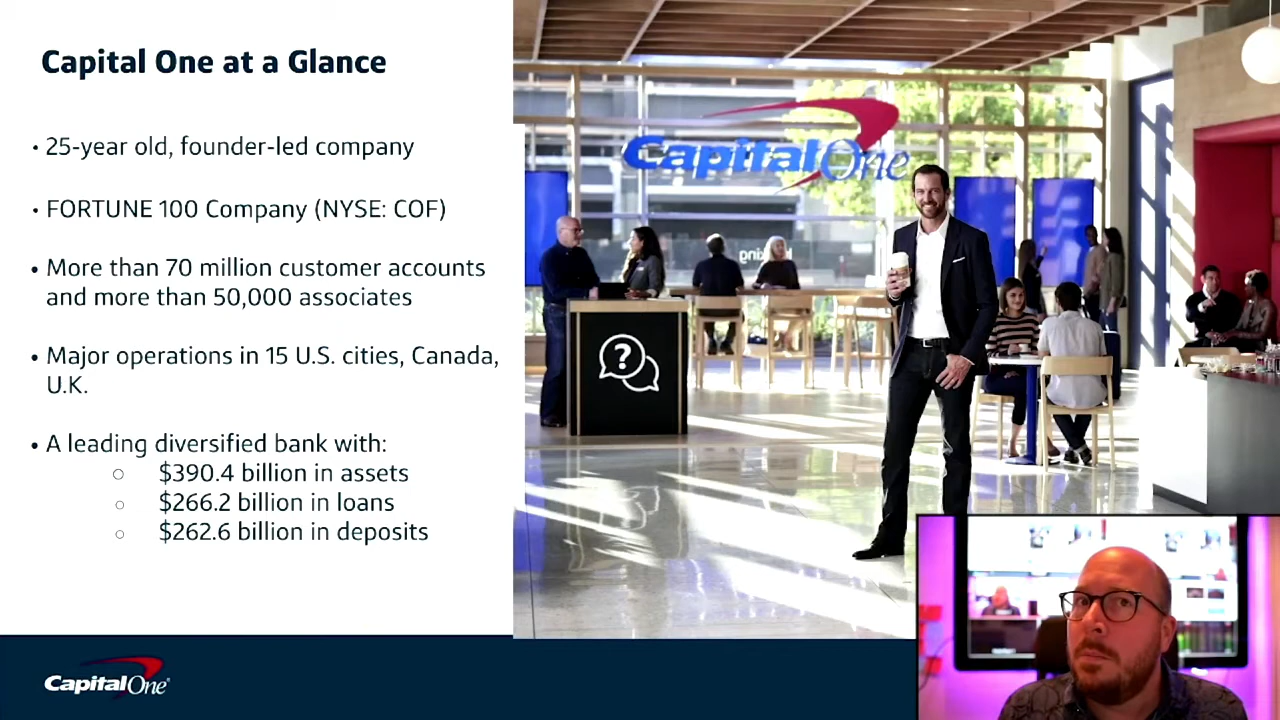 Capital One at a Glance
• 25-year old, founder-led company
• FORTUNE 100 Company (NYSE: COF)
• More than 70 million customer accounts
and more than 50,000 associates
• Major operations in 15 U.S. cities, Canada,
U.K.
• A leading diversified bank with:
○ $390.4 billion in assets
○ $266.2 billion in loans
○ $262.6 billion in deposits
Capital One
?
Capital One